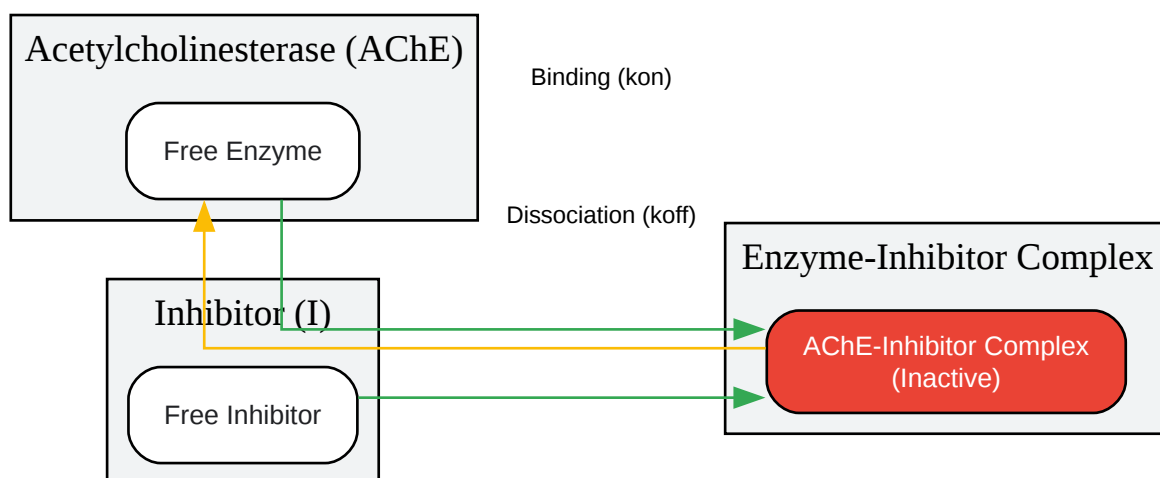 Acetylcholinesterase (AChE)
Free Enzyme
Binding (kon)
Dissociation (koff)
Inhibitor (I)
Free Inhibitor
Enzyme-Inhibitor Complex
AChE-Inhibitor Complex
(Inactive)